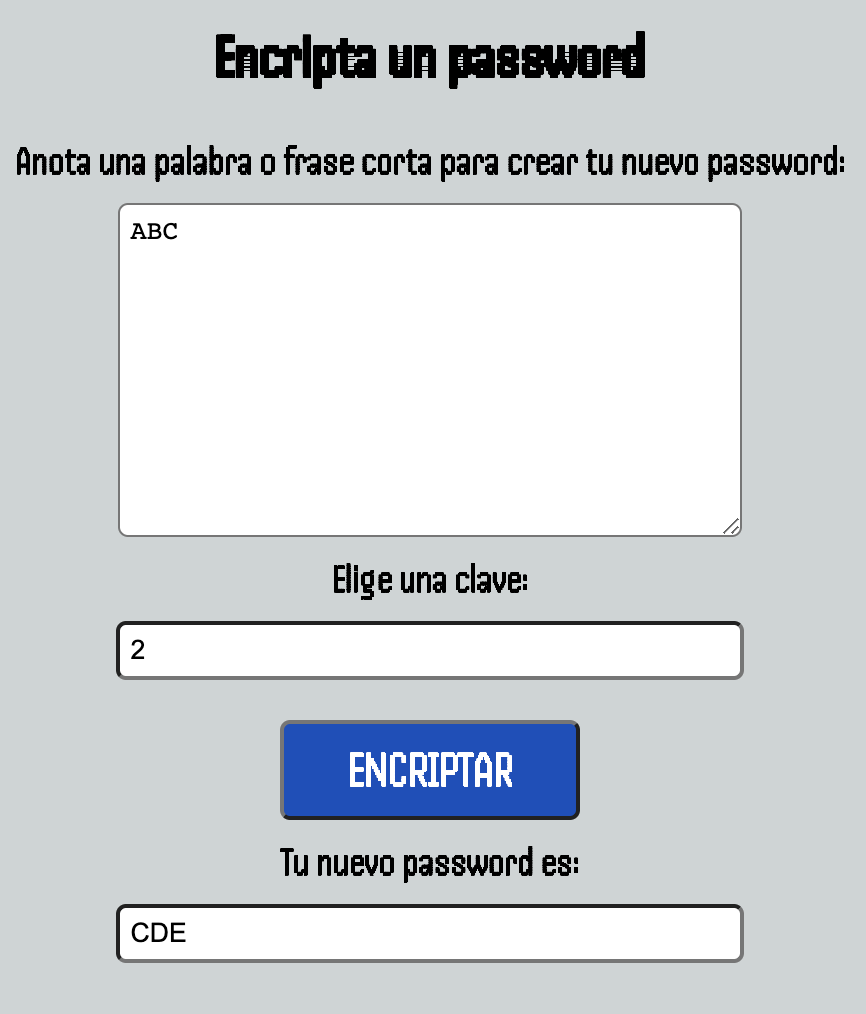 Encripta un password
Anota una palabra o frase corta para crear tu nuevo password:
ABC
Elige una clave:
2
ENCRIPTAR
Tu nuevo password es:
CDE